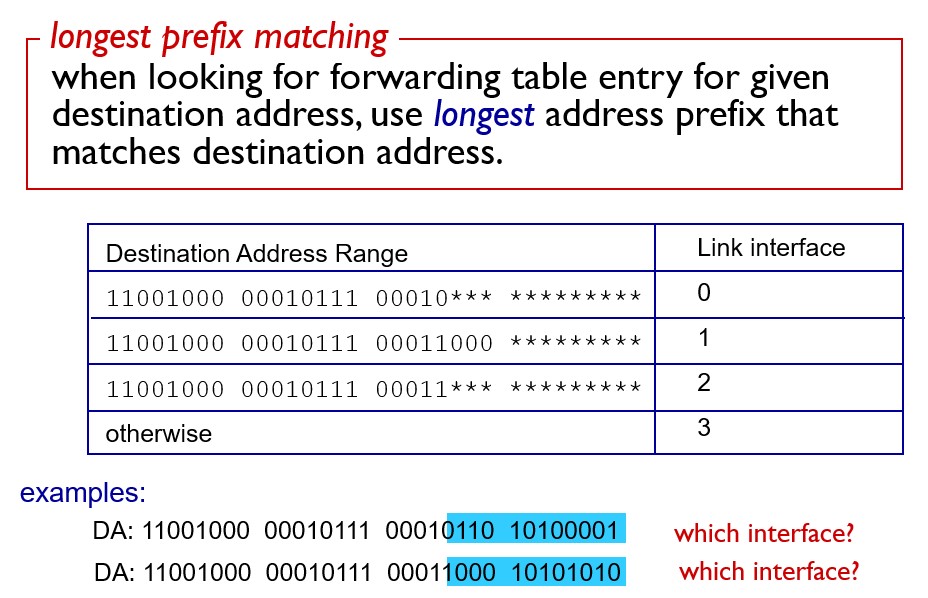 longest prefix matching
when looking for forwarding table entry for given
destination address, use longest address prefix that
matches destination address.
Destination Address Range Link interface
11001000 00010111 00010*** ********* 0
11001000 00010111 00011000 ********* 1
11001000 00010111 00011*** ********* 2
otherwise 3
examples:
DA: 11001000 00010111 00010110 10100001 which interface?
DA: 11001000 00010111 00011000 10101010 which interface?